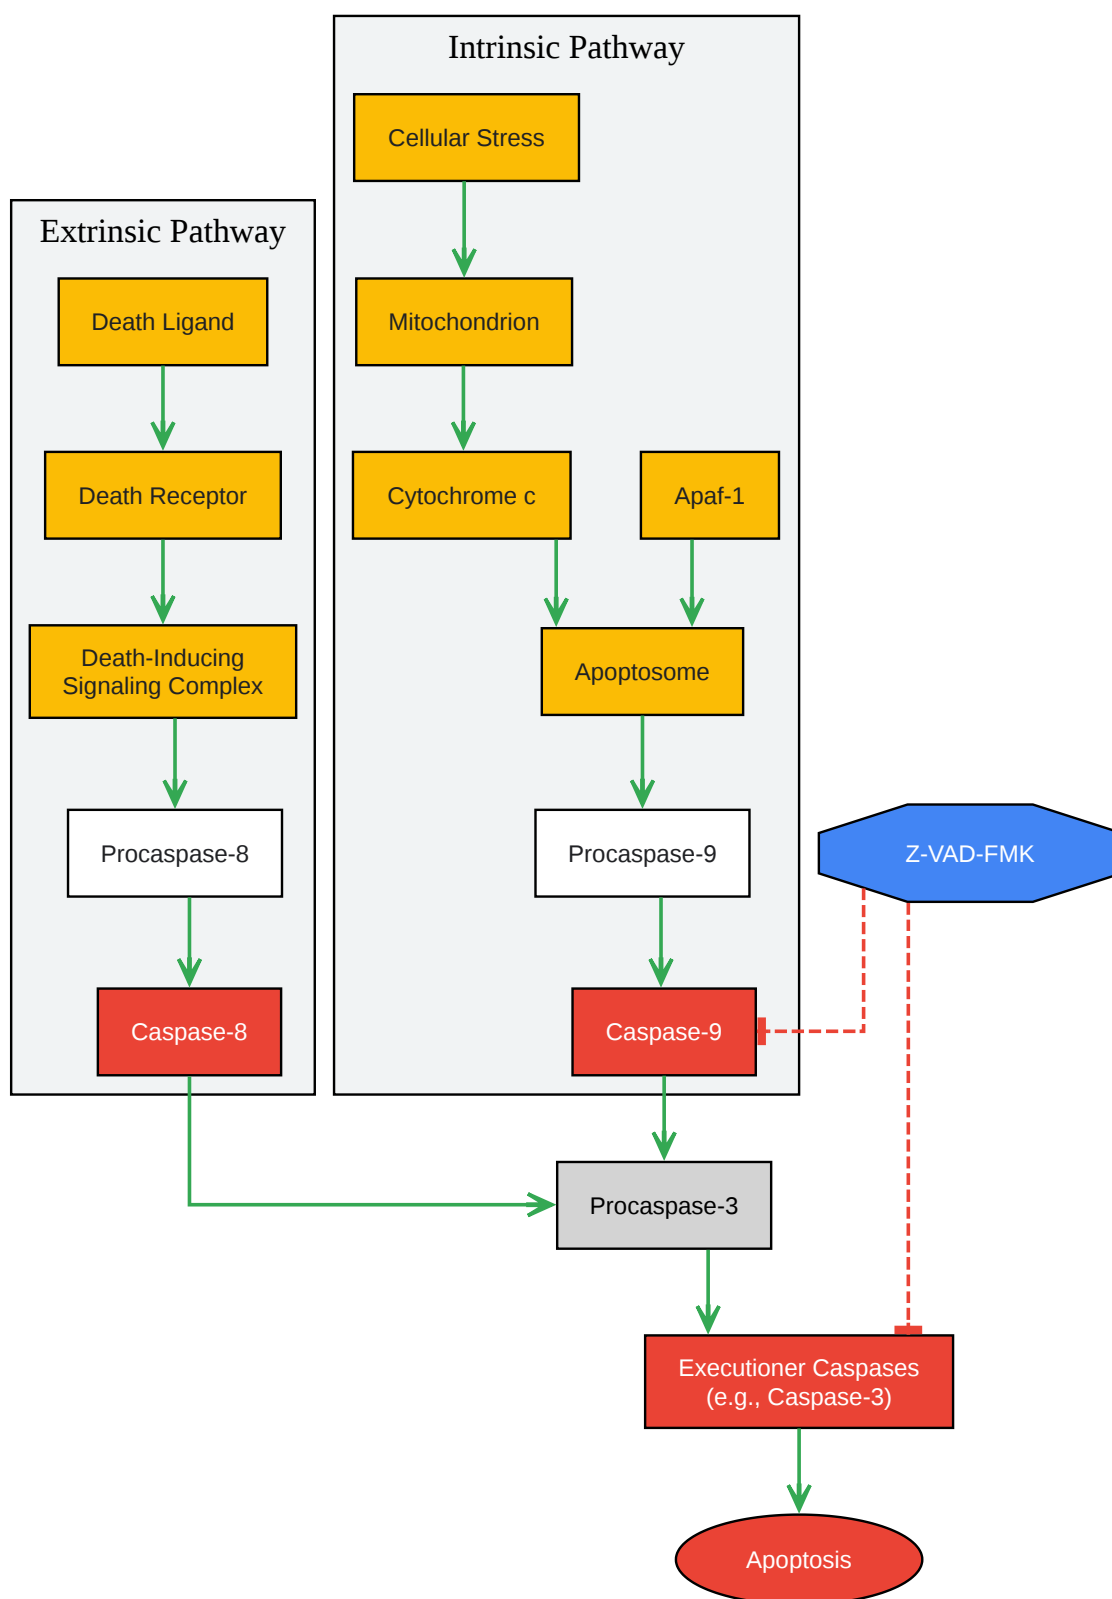 Intrinsic Pathway
Cellular Stress
Extrinsic Pathway
Death Ligand
Mitochondrion
Death Receptor
Cytochrome c
Apaf-1
Death-Inducing
Signaling Complex
Apoptosome
Procaspase-8
Procaspase-9
Z-VAD-FMK
Caspase-8
Caspase-9
Procaspase-3
Executioner Caspases
(e.g., Caspase-3)
Apoptosis